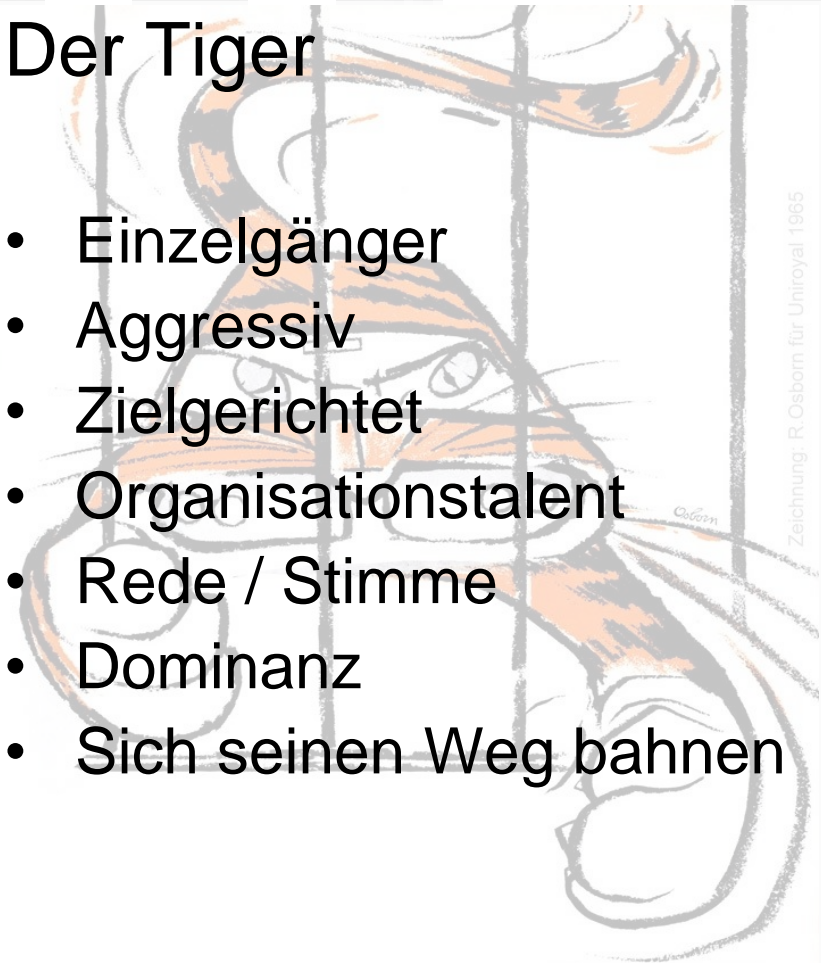 Der Tiger
• Einzelgänger
• Aggressiv
• Zielgerichtet
• Organisationstalent
• Rede / Stimme
• Dominanz
• Sich seinen Weg bahnen
Osborn
Zeichnung: R.Osborn für Uniroyal 1965